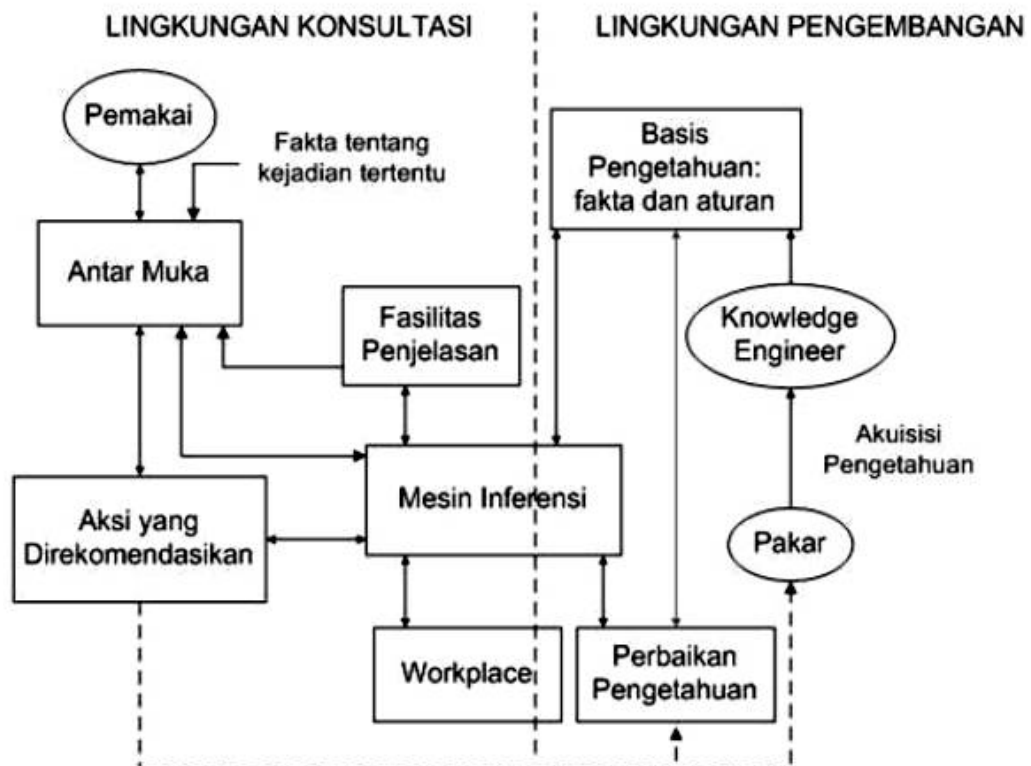 LINGKUNGAN KONSULTASI
LINGKUNGAN PENGEMBANGAN
Pemakai
Fakta tentang
kejadian tertentu
Basis
Pengetahuan:
fakta dan aturan
Antar Muka
Fasilitas
Penjelasan
Knowledge
Engineer
Akuisisi
Pengetahuan
Mesin Inferensi
Aksi yang
Direkomendasikan
Pakar
Workplace
Perbaikan
Pengetahuan